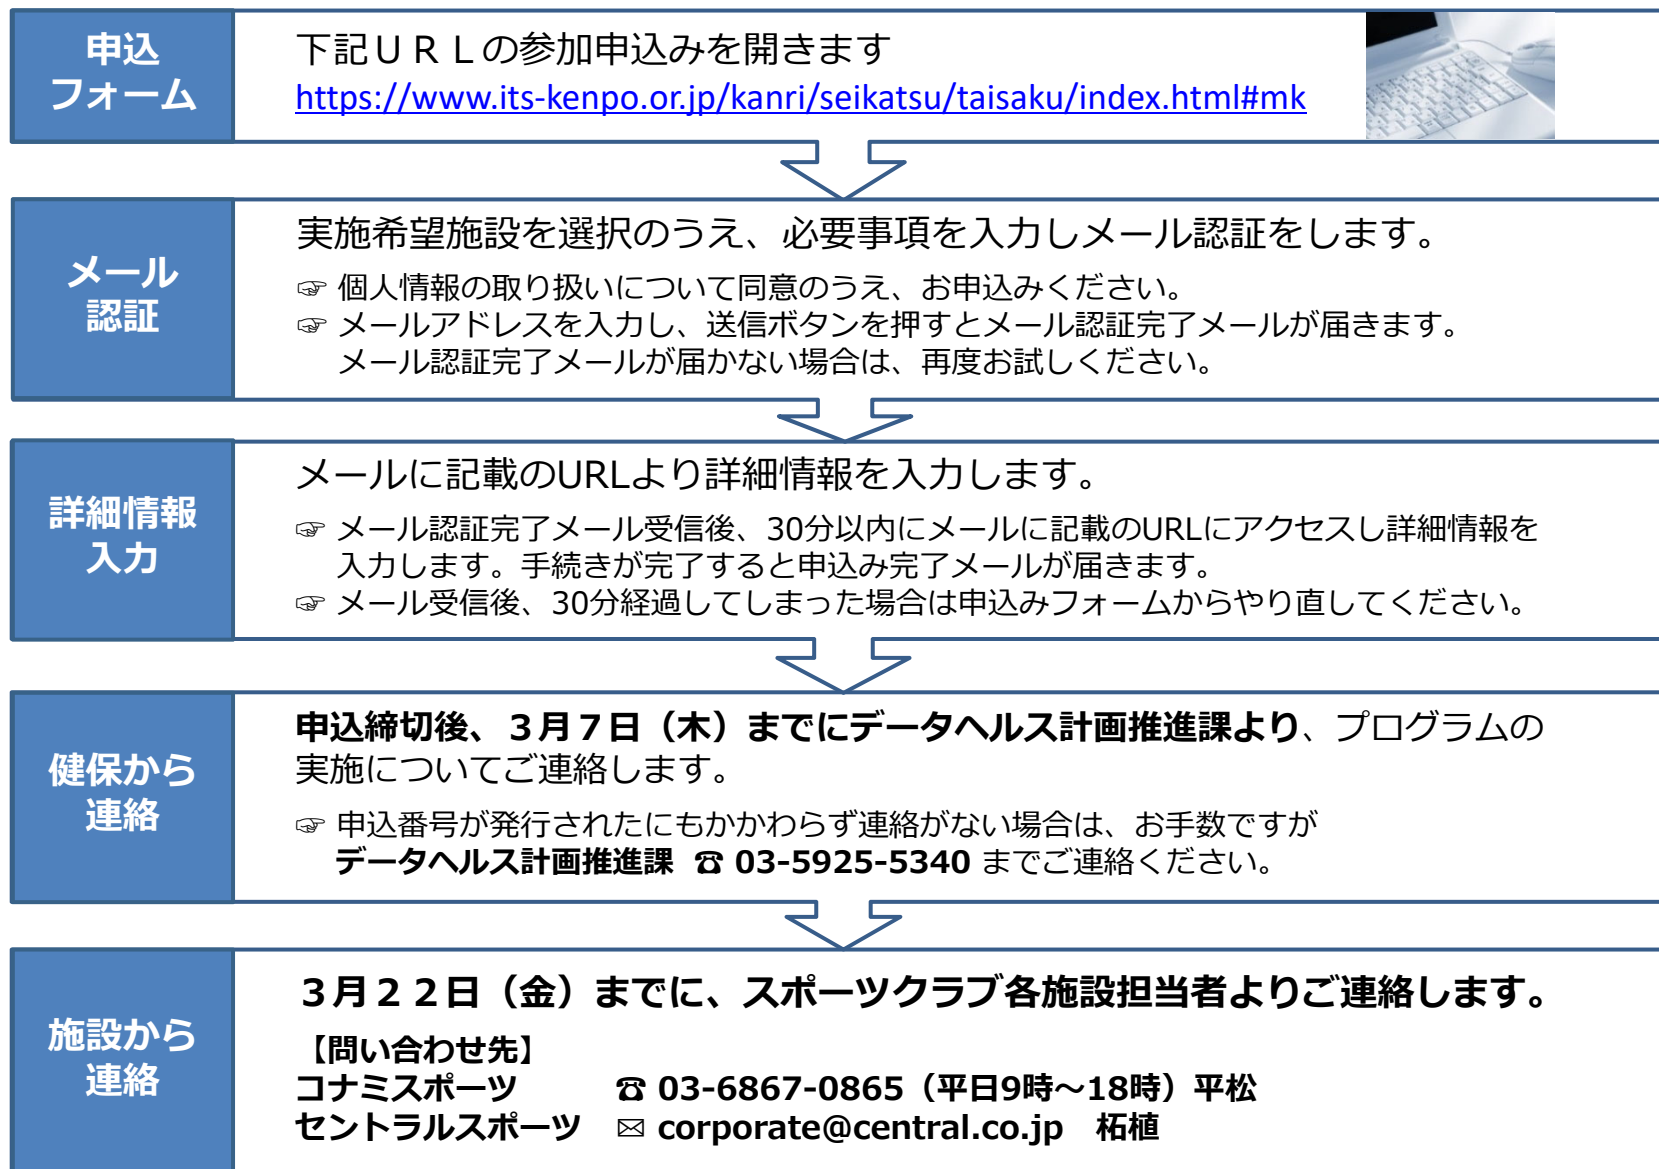 申込
フォーム
下記ＵＲＬの参加申込みを開きます
https://www.its-kenpo.or.jp/kanri/seikatsu/taisaku/index.html#mk
メール
認証
実施希望施設を選択のうえ、必要事項を入力しメール認証をします。
☞ 個人情報の取り扱いについて同意のうえ、お申込みください。
☞ メールアドレスを入力し、送信ボタンを押すとメール認証完了メールが届きます。
メール認証完了メールが届かない場合は、再度お試しください。
詳細情報
入力
メールに記載のURLより詳細情報を入力します。
☞ メール認証完了メール受信後、30分以内にメールに記載のURLにアクセスし詳細情報を
入力します。手続きが完了すると申込み完了メールが届きます。
☞ メール受信後、30分経過してしまった場合は申込みフォームからやり直してください。
健保から
連絡
申込締切後、３月７日（木）までにデータヘルス計画推進課より、プログラムの
実施についてご連絡します。
☞ 申込番号が発行されたにもかかわらず連絡がない場合は、お手数ですが
データヘルス計画推進課 ☎ 03-5925-5340 までご連絡ください。
施設から
連絡
３月２２日（金）までに、スポーツクラブ各施設担当者よりご連絡します。
【問い合わせ先】
コナミスポーツ ☎ 03-6867-0865（平日9時～18時）平松
セントラルスポーツ ✉ corporate@central.co.jp 柘植